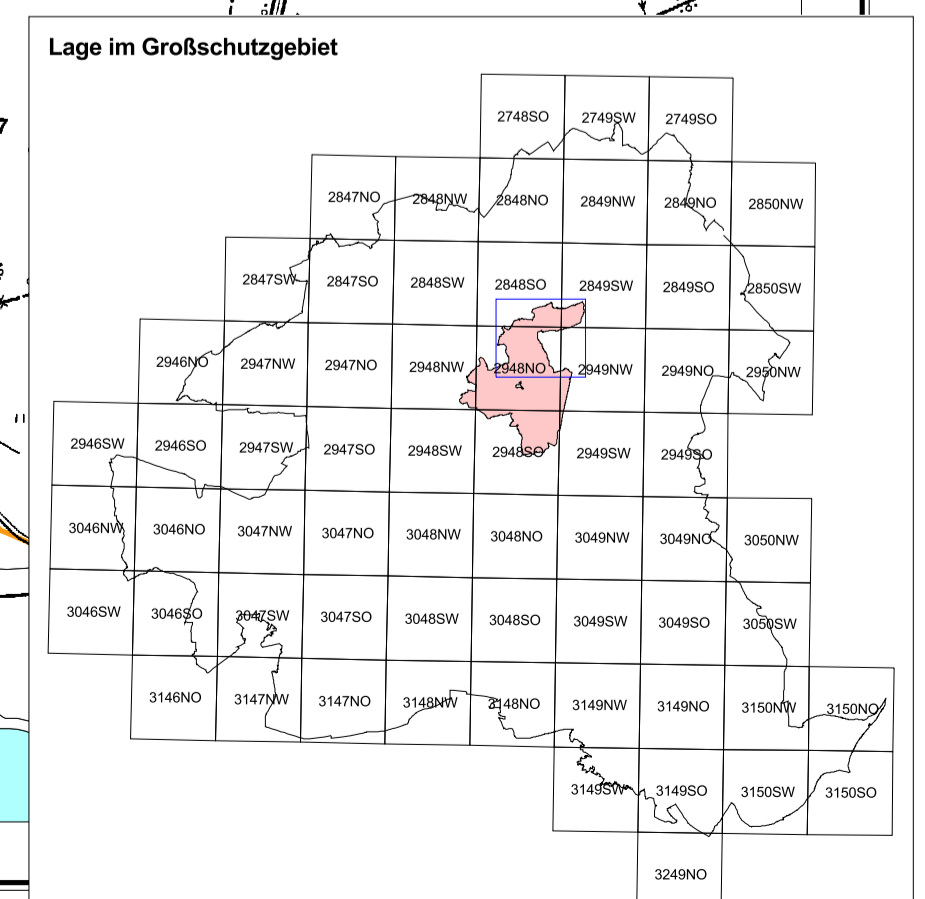 Lage im Großschutzgebiet
2748SO 2749SW 2749SO
2847NO 2848NW 2848NO 2849NW 2849NO 2850NW
2847SW 2847SO 2848SW 2848SO 2849SW 2849SO 2850SW
2946NO 2947NW 2947NO 2948NW 2948NO 2949NW 2949NO 2950NW
2946SW 2946SO 2947SW 2947SO 2948SW 2948SO 2949SW 2949SO
3046NW 3046NO 3047NW 3047NO 3048NW 3048NO 3049NW 3049NO 3050NW
3046SW 3046SO 3047SW 3047SO 3048SW 3048SO 3049SW 3049SO 3050SW
3146NO 3147NW 3147NO 3148NW 3148NO 3149NW 3149NO 3150NW 3150NO
3149SW 3149SO 3150SW 3150SO
3249NO